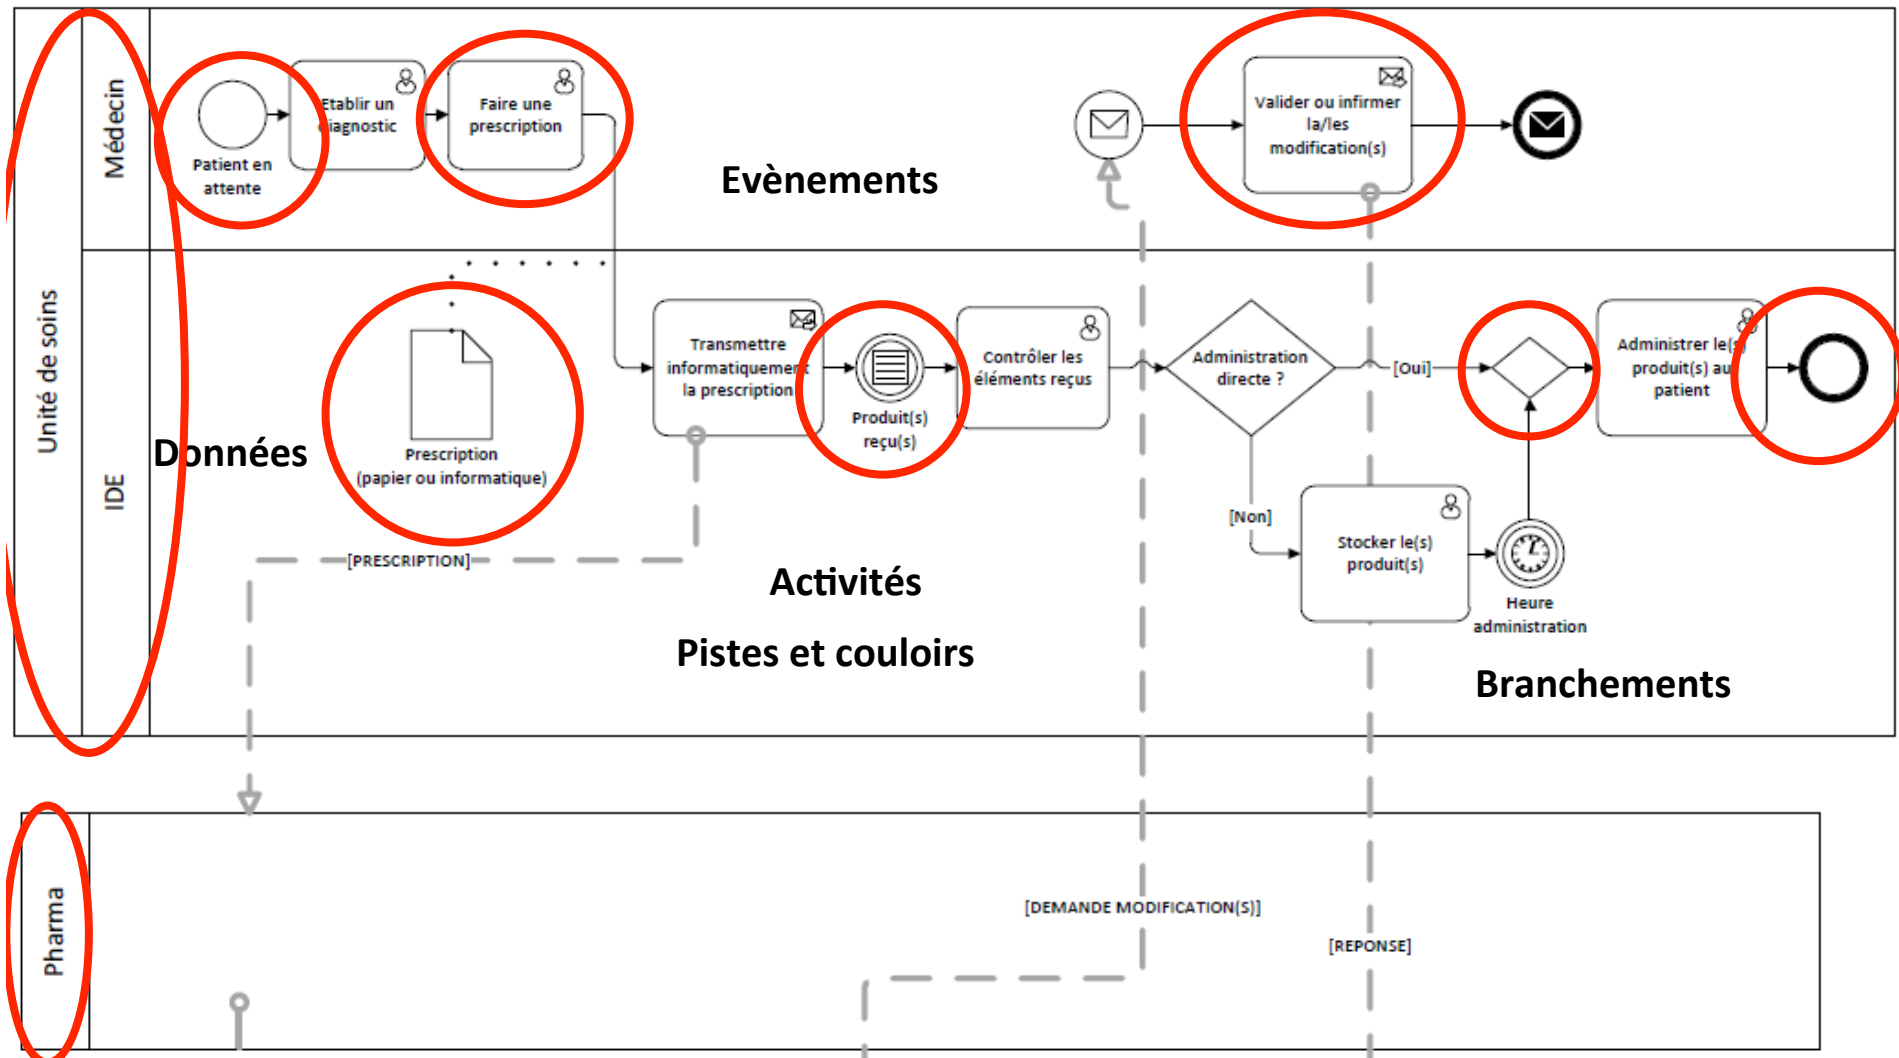 Unité de soins
Médecin
Patient en
attente
Etablir un
diagnostic
Faire une
prescription
Evènements
Valider ou infirmer
la/les
modification(s)
IDE
Données
Prescription
(papier ou informatique)
Transmettre
informatiquement
la prescription
Produit(s)
reçu(s)
Contrôler les
éléments reçus
Administration
directe ?
[Oui]
Administrer le(s)
produit(s) au
patient
[Non]
Stocker le(s)
produit(s)
Heure
administration
[PRESCRIPTION]
Activités
Pistes et couloirs
Branchements
Pharma
[DEMANDE MODIFICATION(S)]
[REPONSE]